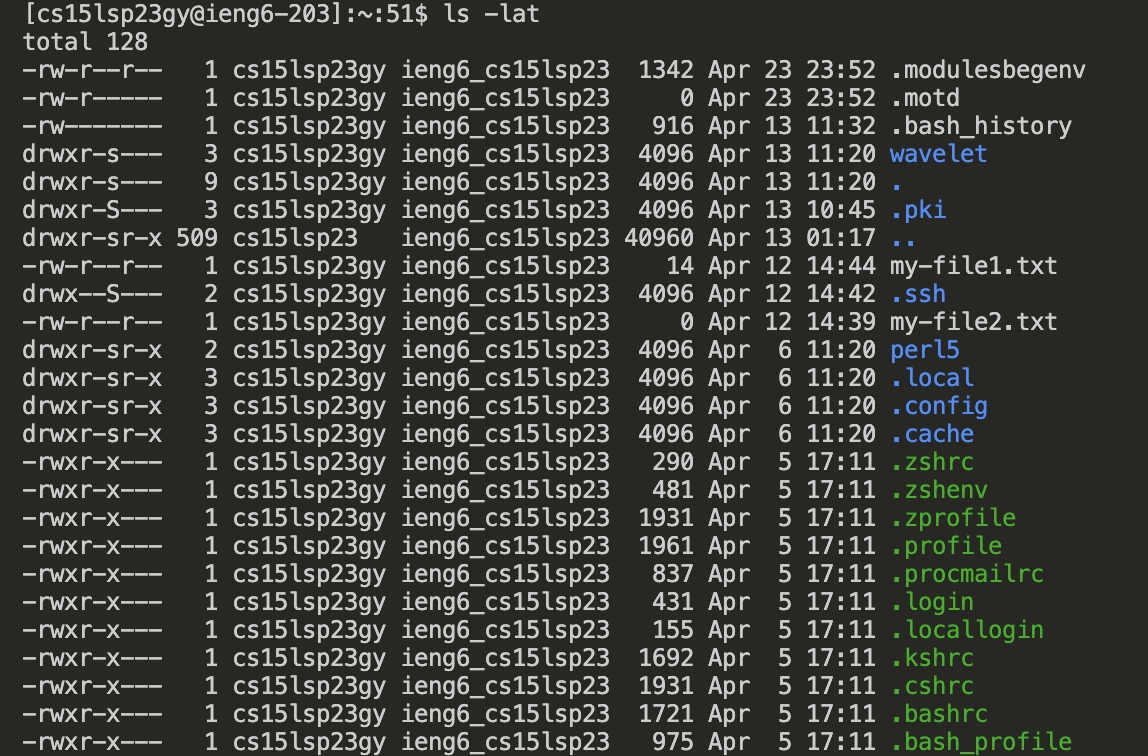 [cs15lsp23gy@ieng6-203]:~:51$ ls -lat
total 128
-rw-r--r--   1 cs15lsp23gy ieng6_cs15lsp23  1342 Apr 23 23:52 .modulesbegenv
-rw-r-----   1 cs15lsp23gy ieng6_cs15lsp23     0 Apr 23 23:52 .motd
-rw-------   1 cs15lsp23gy ieng6_cs15lsp23   916 Apr 13 11:32 .bash_history
drwxr-s---   3 cs15lsp23gy ieng6_cs15lsp23  4096 Apr 13 11:20 wavelet
drwxr-s---   9 cs15lsp23gy ieng6_cs15lsp23  4096 Apr 13 11:20 .
drwxr-S---   3 cs15lsp23gy ieng6_cs15lsp23  4096 Apr 13 10:45 .pki
drwxr-sr-x 509 cs15lsp23   ieng6_cs15lsp23 40960 Apr 13 01:17 ..
-rw-r--r--   1 cs15lsp23gy ieng6_cs15lsp23    14 Apr 12 14:44 my-file1.txt
drwx--S---   2 cs15lsp23gy ieng6_cs15lsp23  4096 Apr 12 14:42 .ssh
-rw-r--r--   1 cs15lsp23gy ieng6_cs15lsp23     0 Apr 12 14:39 my-file2.txt
drwxr-sr-x   2 cs15lsp23gy ieng6_cs15lsp23  4096 Apr  6 11:20 perl5
drwxr-sr-x   3 cs15lsp23gy ieng6_cs15lsp23  4096 Apr  6 11:20 .local
drwxr-sr-x   3 cs15lsp23gy ieng6_cs15lsp23  4096 Apr  6 11:20 .config
drwxr-sr-x   3 cs15lsp23gy ieng6_cs15lsp23  4096 Apr  6 11:20 .cache
-rwxr-x---   1 cs15lsp23gy ieng6_cs15lsp23   290 Apr  5 17:11 .zshrc
-rwxr-x---   1 cs15lsp23gy ieng6_cs15lsp23   481 Apr  5 17:11 .zshenv
-rwxr-x---   1 cs15lsp23gy ieng6_cs15lsp23  1931 Apr  5 17:11 .zprofile
-rwxr-x---   1 cs15lsp23gy ieng6_cs15lsp23  1961 Apr  5 17:11 .profile
-rwxr-x---   1 cs15lsp23gy ieng6_cs15lsp23   837 Apr  5 17:11 .procmailrc
-rwxr-x---   1 cs15lsp23gy ieng6_cs15lsp23   431 Apr  5 17:11 .login
-rwxr-x---   1 cs15lsp23gy ieng6_cs15lsp23   155 Apr  5 17:11 .locallogin
-rwxr-x---   1 cs15lsp23gy ieng6_cs15lsp23  1692 Apr  5 17:11 .kshrc
-rwxr-x---   1 cs15lsp23gy ieng6_cs15lsp23  1931 Apr  5 17:11 .cshrc
-rwxr-x---   1 cs15lsp23gy ieng6_cs15lsp23  1721 Apr  5 17:11 .bashrc
-rwxr-x---   1 cs15lsp23gy ieng6_cs15lsp23   975 Apr  5 17:11 .bash_profile